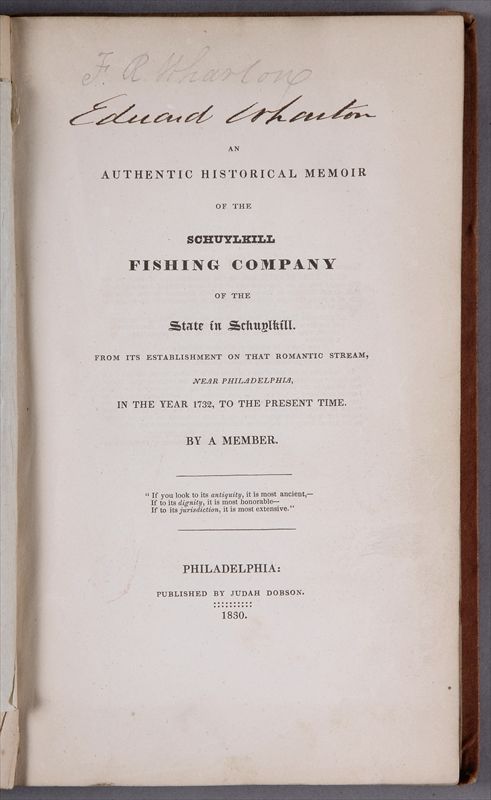 F. R. Wharton
Edward Wharton
AN
AUTHENTIC HISTORICAL MEMOIR
OF THE
SCHUYLKILL
FISHING COMPANY
OF THE
State in Schuylkill.
FROM ITS ESTABLISHMENT ON THAT ROMANTIC STREAM,
NEAR PHILADELPHIA,
IN THE YEAR 1732, TO THE PRESENT TIME.
BY A MEMBER.
"If you look to its antiquity, it is most ancient,—
If to its dignity, it is most honorable—
If to its jurisdiction, it is most extensive."
PHILADELPHIA:
PUBLISHED BY JUDAH DOBSON.
::::::::::
1830.